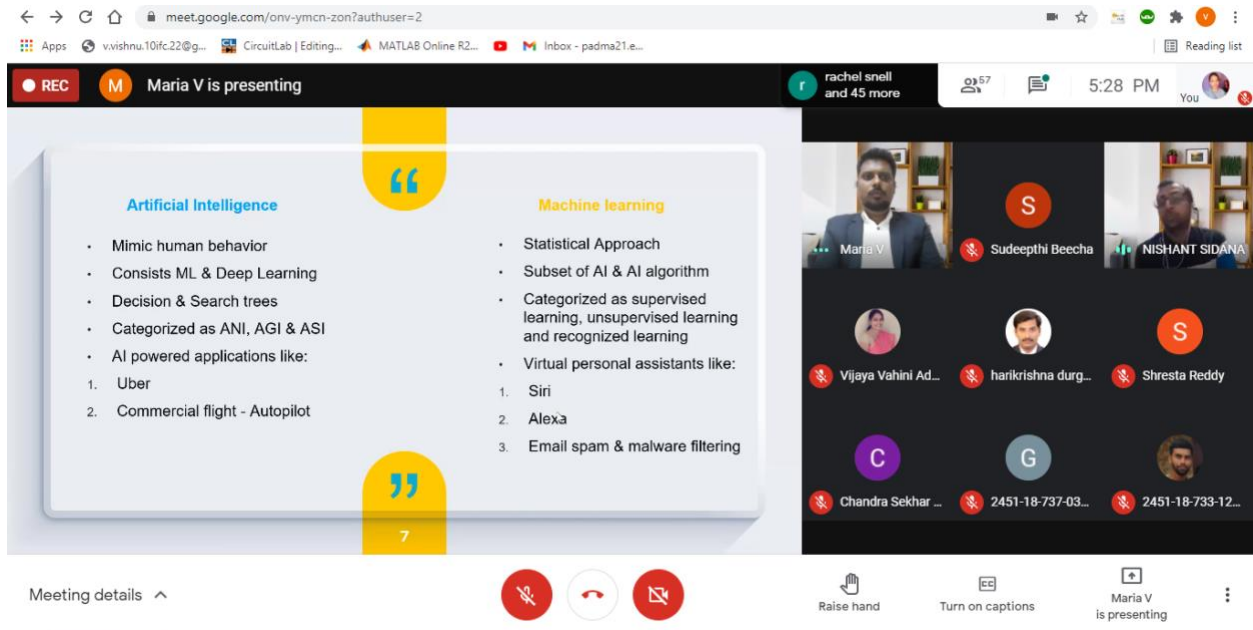 meet.google.com/onv-ymcn-zon?authuser=2
V
Apps v.vishnu.10ifc.22@g... CL CircuitLab | Editing... MATLAB Online R2... Inbox - padma21.e... Reading list
REC M Maria V is presenting
r rachel snell
and 45 more
57
5:28 PM
You
“
Artificial Intelligence
• Mimic human behavior
• Consists ML & Deep Learning
• Decision & Search trees
• Categorized as ANI, AGI & ASI
• AI powered applications like:
1. Uber
2. Commercial flight - Autopilot
Machine learning
• Statistical Approach
• Subset of AI & AI algorithm
• Categorized as supervised
learning, unsupervised learning
and recognized learning
• Virtual personal assistants like:
1. Siri
2. Alexa
3. Email spam & malware filtering
”
7
Maria V
S
Sudeepthi Beecha
NISHANT SIDANA
Vijaya Vahini Ad...
harikrishna durg...
S
Shresta Reddy
C
Chandra Sekhar ...
G
2451-18-737-03...
2451-18-733-12...
Meeting details
Raise hand
CC
Turn on captions
Maria V
is presenting